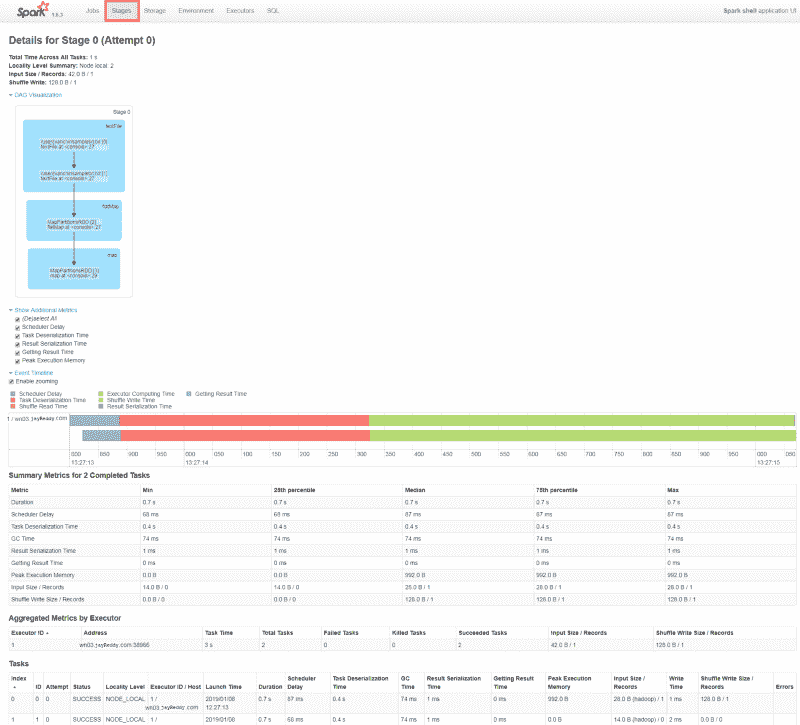 Spark 1.6.3 Jobs Stages Storage Environment Executors SQL Spark shell application UI
Details for Stage 0 (Attempt 0)
Total Time Across All Tasks: 1 s
Locality Level Summary: Node local: 2
Input Size / Records: 42.0 B / 1
Shuffle Write: 128.0 B / 1
DAG Visualization
Stage 0
textFile
textFile at <console>:27
textFile at <console>:27
flatMap
MapPartitionsRDD [2]
flatMap at <console>:27
map
MapPartitionsRDD [3]
map at <console>:29
Show Additional Metrics
(De)select All
Scheduler Delay
Task Deserialization Time
Result Serialization Time
Getting Result Time
Peak Execution Memory
Event Timeline
Enable zooming
Scheduler Delay Executor Computing Time Getting Result Time
Task Deserialization Time Shuffle Write Time
Shuffle Read Time Result Serialization Time
1 / wn03.jayReddy.com
000 850 900 950 000 050 100 150 200 250 300 350 400 450 500 550 600 650 700 750 800 850 900 950 000 050
13:27:13 13:27:14 13:27:15
Summary Metrics for 2 Completed Tasks
Metric Min 25th percentile Median 75th percentile Max
Duration 0.7 s 0.7 s 0.7 s 0.7 s 0.7 s
Scheduler Delay 68 ms 68 ms 87 ms 87 ms 87 ms
Task Deserialization Time 0.4 s 0.4 s 0.4 s 0.4 s 0.4 s
GC Time 74 ms 74 ms 74 ms 74 ms 74 ms
Result Serialization Time 1 ms 1 ms 1 ms 1 ms 1 ms
Getting Result Time 0 ms 0 ms 0 ms 0 ms 0 ms
Peak Execution Memory 0.0 B 0.0 B 992.0 B 992.0 B 992.0 B
Input Size / Records 14.0 B / 0 14.0 B / 0 28.0 B / 1 28.0 B / 1 28.0 B / 1
Shuffle Write Size / Records 0.0 B / 0 0.0 B / 0 128.0 B / 1 128.0 B / 1 128.0 B / 1
Aggregated Metrics by Executor
Executor ID Address Task Time Total Tasks Failed Tasks Killed Tasks Succeeded Tasks Input Size / Records Shuffle Write Size / Records
1 wn03.jayReddy.com:38966 3 s 2 0 0 2 42.0 B / 1 128.0 B / 1
Tasks
Index ID Attempt Status Locality Level Executor ID / Host Launch Time Duration Scheduler Delay Task Deserialization Time GC Time Result Serialization Time Getting Result Time Peak Execution Memory Input Size / Records Write Time Shuffle Write Size / Records Errors
0 0 0 SUCCESS NODE_LOCAL 1 / wn03.jayReddy.com 2019/01/08 12:27:13 0.7 s 87 ms 0.4 s 74 ms 1 ms 0 ms 992.0 B 28.0 B (hadoop) / 1 1 ms 128.0 B / 1
1 1 0 SUCCESS NODE_LOCAL 1 / 2019/01/08 0.7 s 68 ms 0.4 s 74 ms 1 ms 0 ms 0.0 B 14.0 B (hadoop) / 0 2 ms 0.0 B / 0